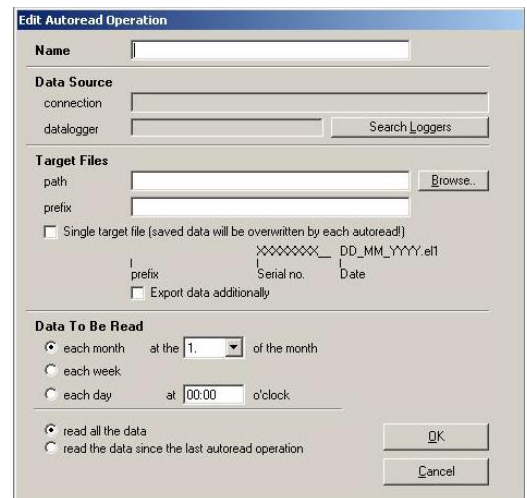 Edit Autoread Operation
Name
Data Source
connection
datalogger
Search Loggers
Target Files
path
Browse..
prefix
Single target file (saved data will be overwritten by each autoread!)
XXXXXXXX__ DD_MM_YYYY.el1
prefix Serial no. Date
Export data additionally
Data To Be Read
each month at the 1. of the month
each week
each day at 00:00 o'clock
read all the data
read the data since the last autoread operation
OK
Cancel